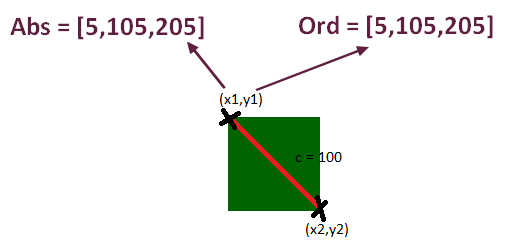 Abs = [5,105,205]
Ord = [5,105,205]
(x1,y1)
c = 100
(x2,y2)